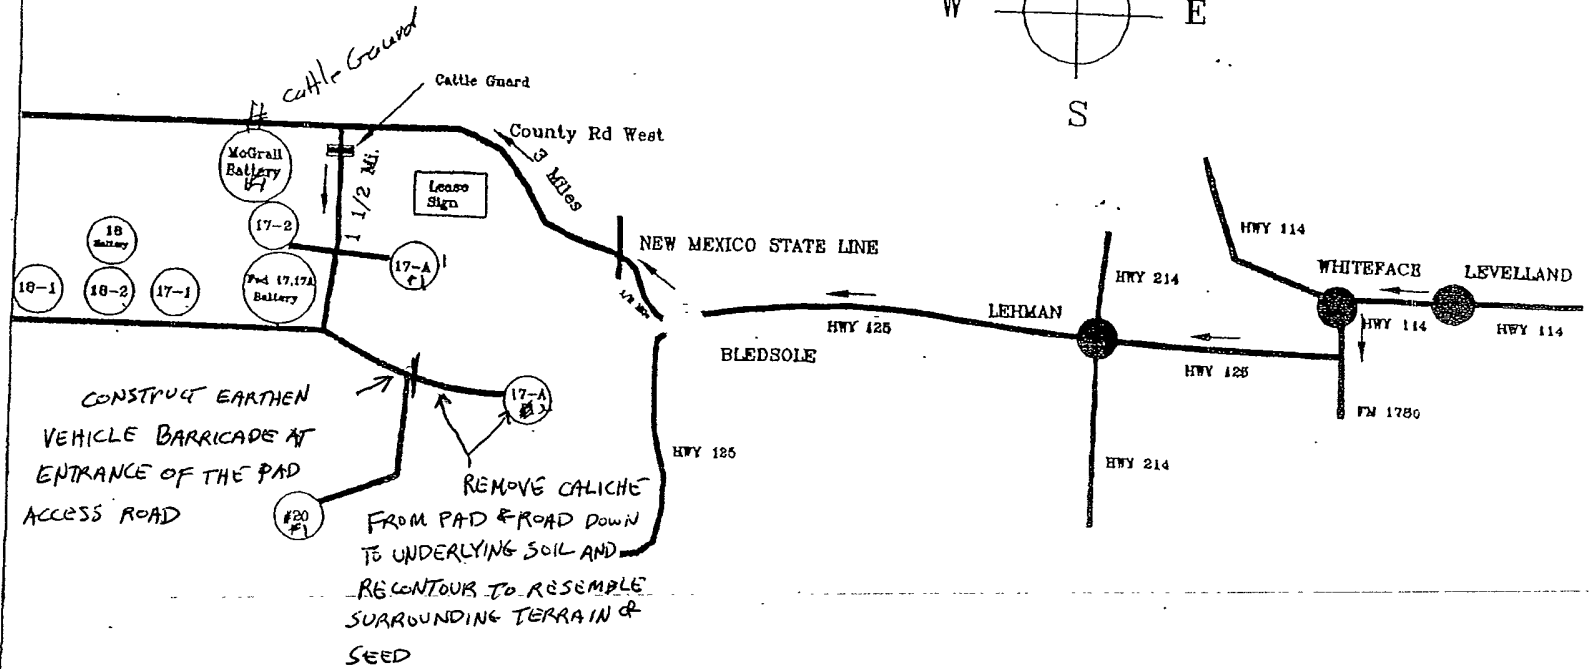 W
E
S
Cattle Guard
Cattle Guard
County Rd West
3 Miles
McGrall
Battery
1 1/2 Mi.
Lease
Sign
17-2
18
Battery
17-A
#1
NEW MEXICO STATE LINE
HWY 114
WHITEFACE
LEVELLAND
HWY 214
18-1
18-2
17-1
Fed 17,17A
Battery
LEHMAN
HWY 125
HWY 114
HWY 114
BLEDSOLE
HWY 125
FM 1780
17-A
CONSTRUCT EARTHEN
VEHICLE BARRICADE AT
ENTRANCE OF THE PAD
ACCESS ROAD
HWY 125
HWY 214
#20
#1
REMOVE CALICHE
FROM PAD & ROAD DOWN
TO UNDERLYING SOIL AND
RECONTOUR TO RESEMBLE
SURROUNDING TERRAIN &
SEED